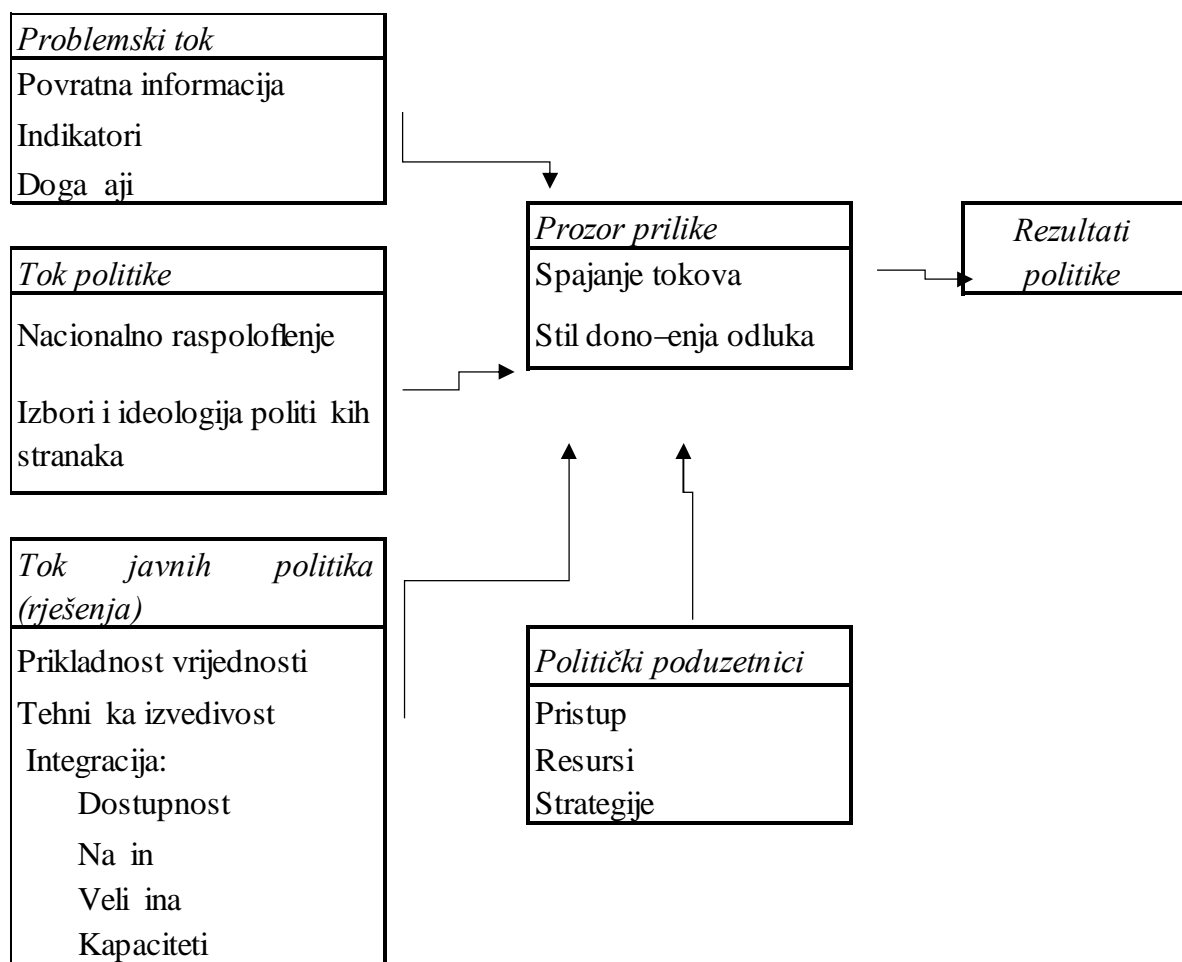 Problemski tok
Povratna informacija
Indikatori
Doga aji
Tok politike
Nacionalno raspoloflenje
Izbori i ideologija politi kih
stranaka
Tok javnih politika
(rješenja)
Prikladnost vrijednosti
Tehni ka izvedivost
Integracija:
Dostupnost
Na in
Veli ina
Kapaciteti
Prozor prilike
Spajanje tokova
Stil dono–enja odluka
Politički poduzetnici
Pristup
Resursi
Strategije
Rezultati
politike